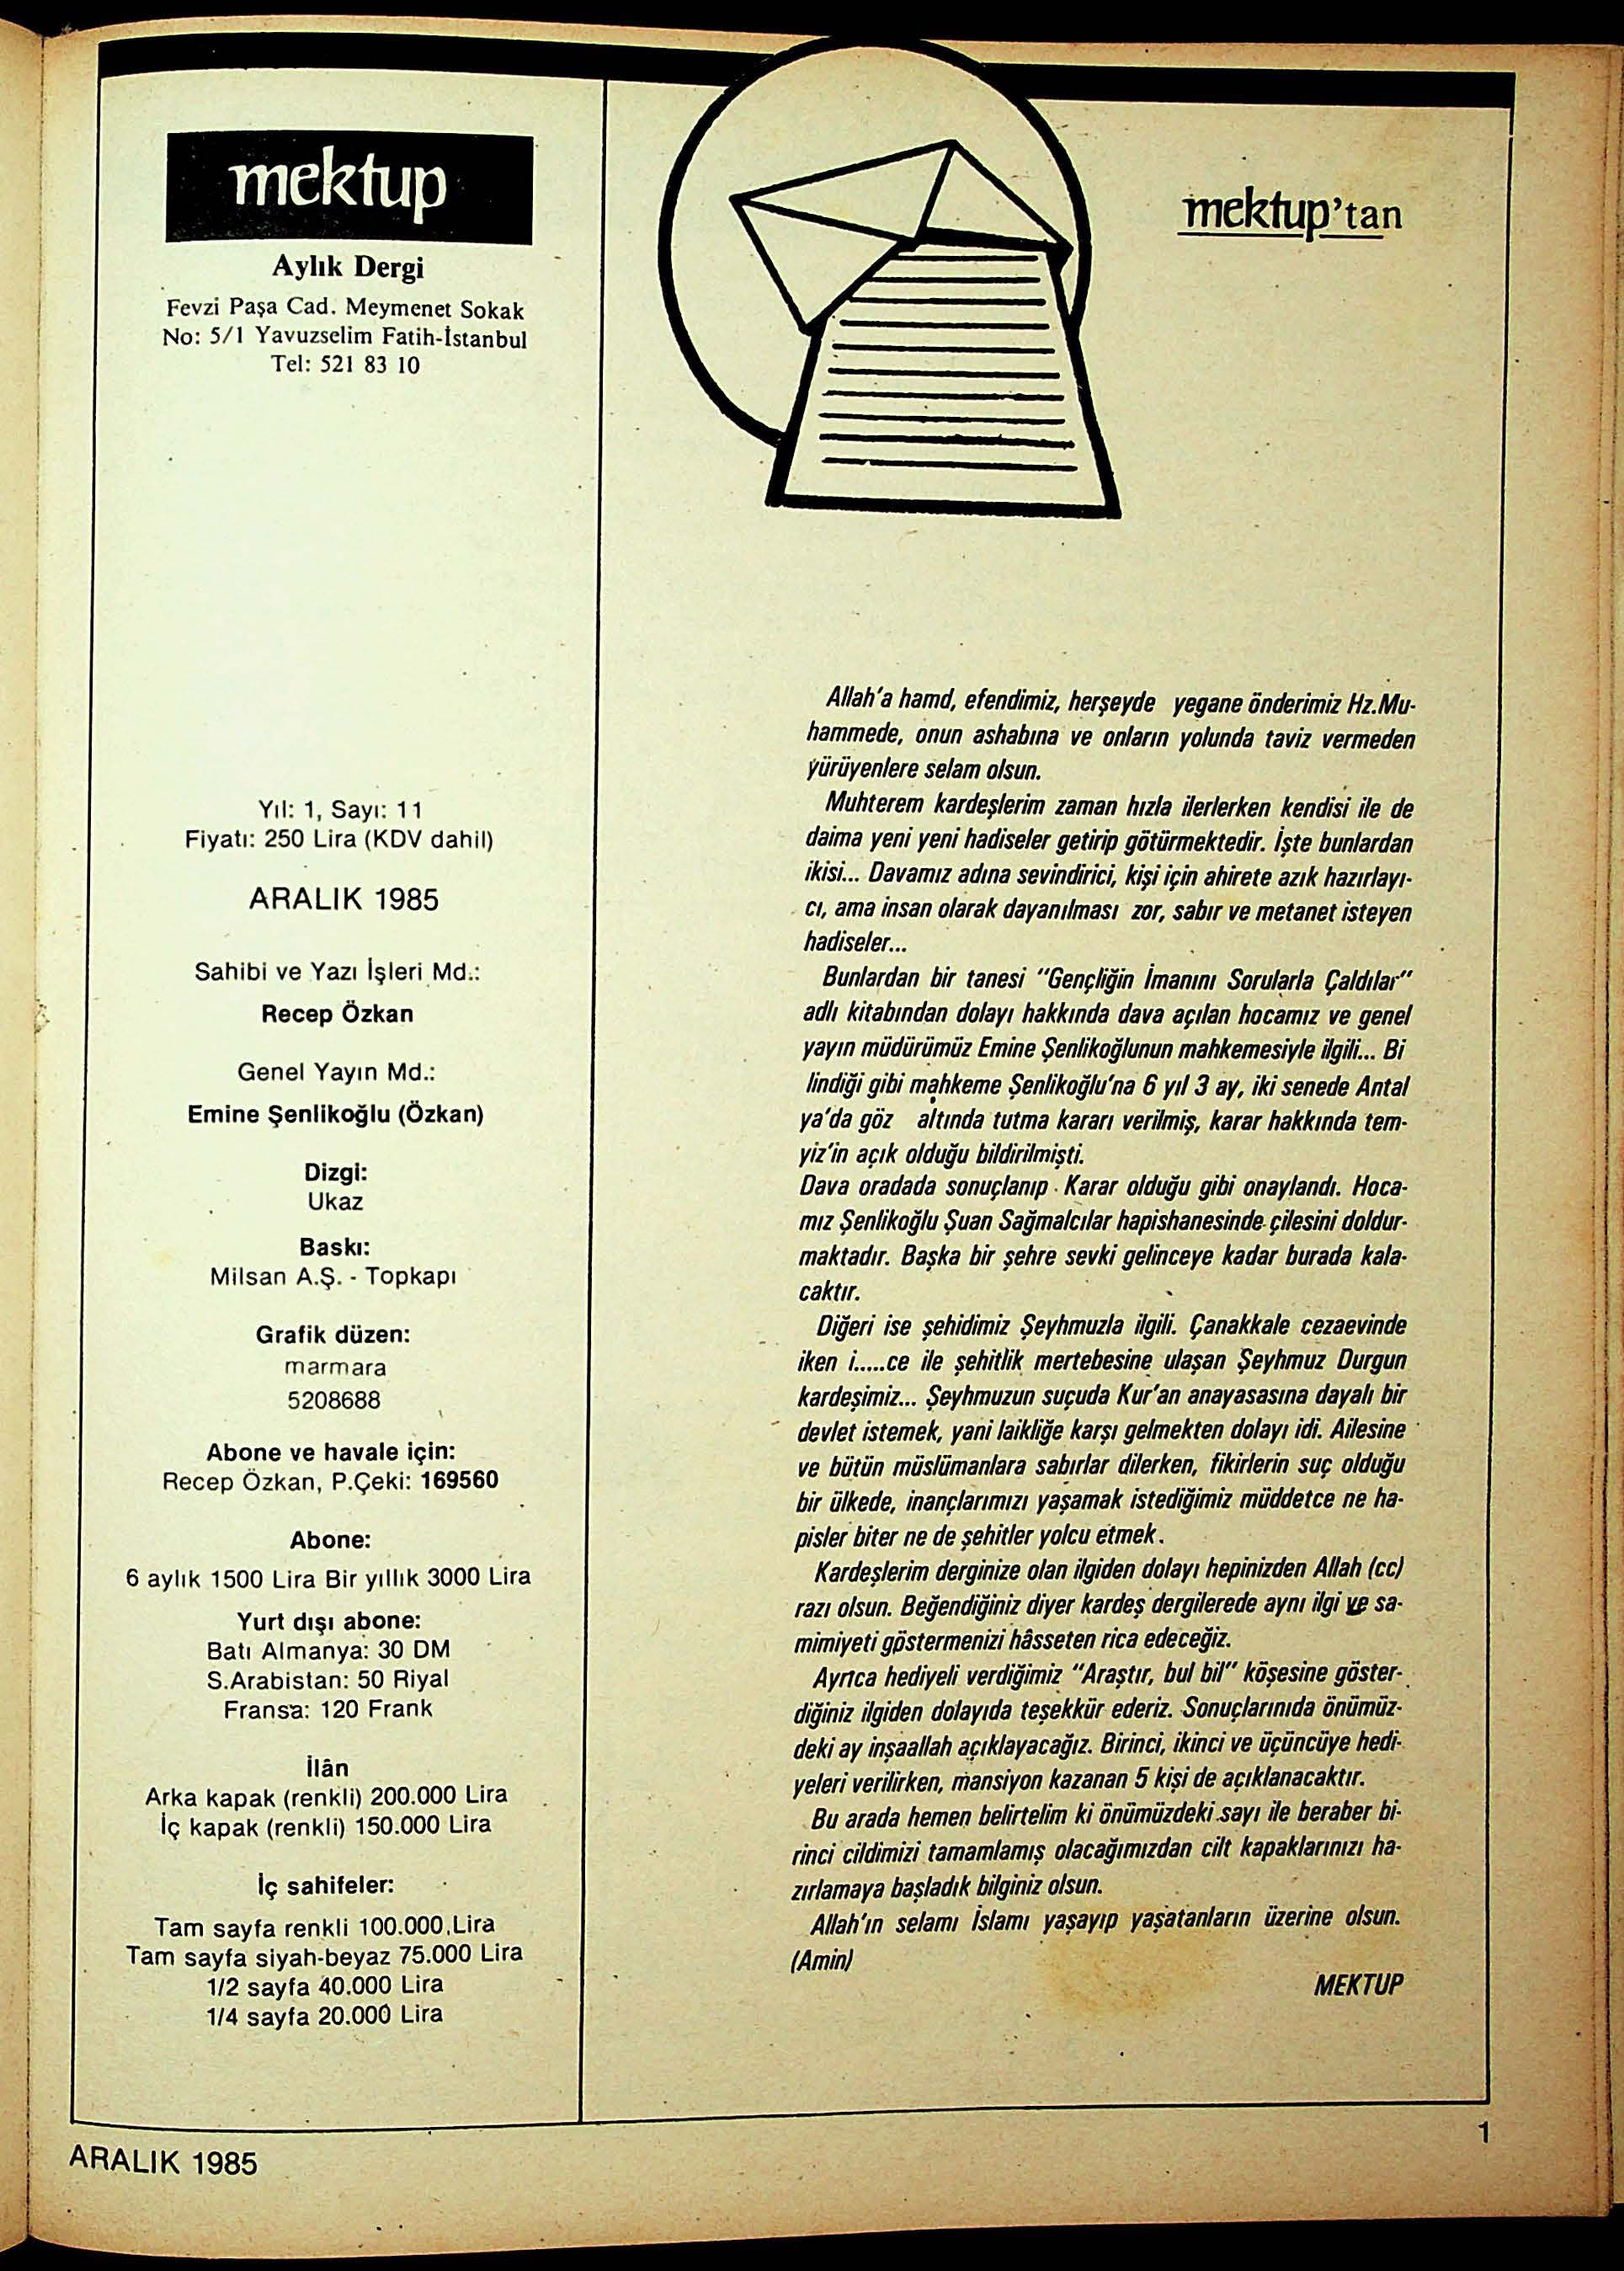 mektup
Aylık Dergi
Fevzi Paşa Cad. Meymenet Sokak
No: 5/1 Yavuzselim Fatih-İstanbul
Tel: 521 83 10
Yıl: 1, Sayı: 11
Fiyatı: 250 Lira (KDV dahil)
ARALIK 1985
Sahibi ve Yazı İşleri Md.:
Recep Özkan
Genel Yayın Md.:
Emine Şenlikoğlu (Özkan)
Dizgi:
Ukaz
Baskı:
Milsan A.Ş. - Topkapı
Grafik düzen:
marmara
5208688
Abone ve havale için:
Recep Özkan, P.Çeki: 169560
Abone:
6 aylık 1500 Lira Bir yıllık 3000 Lira
Yurt dışı abone:
Batı Almanya: 30 DM
S.Arabistan: 50 Riyal
Fransa: 120 Frank
İlân
Arka kapak (renkli) 200.000 Lira
İç kapak (renkli) 150.000 Lira
İç sahifeler:
Tam sayfa renkli 100.000 Lira
Tam sayfa siyah-beyaz 75.000 Lira
1/2 sayfa 40.000 Lira
1/4 sayfa 20.000 Lira
mektup'tan
Allah'a hamd, efendimiz, herşeyde yegane önderimiz Hz.Mu-
hammede, onun ashabına ve onların yolunda taviz vermeden
yürüyenlere selam olsun.
Muhterem kardeşlerim zaman hızla ilerlerken kendisi ile de
daima yeni yeni hadiseler getirip götürmektedir. İşte bunlardan
ikisi... Davamız adına sevindirici, kişi için ahirete azık hazırlayı-
cı, ama insan olarak dayanılması zor, sabır ve metanet isteyen
hadiseler...
Bunlardan bir tanesi "Gençliğin İmanını Sorularla Çaldılar"
adlı kitabından dolayı hakkında dava açılan hocamız ve genel
yayın müdürümüz Emine Şenlikoğlunun mahkemesiyle ilgili... Bi
lindiği gibi mahkeme Şenlikoğlu'na 6 yıl 3 ay, iki senede Antal
ya'da göz altında tutma kararı verilmiş, karar hakkında tem-
yiz'in açık olduğu bildirilmişti.
Dava oradada sonuçlanıp Karar olduğu gibi onaylandı. Hoca-
mız Şenlikoğlu Şuan Sağmalcılar hapishanesinde çilesini doldur-
maktadır. Başka bir şehre sevki gelinceye kadar burada kala-
caktır.
Diğeri ise şehidimiz Şeyhmuzla ilgili. Çanakkale cezaevinde
iken i.....ce ile şehitlik mertebesine ulaşan Şeyhmuz Durgun
kardeşimiz... Şeyhmuzun suçuda Kur'an anayasasına dayalı bir
devlet istemek, yani laikliğe karşı gelmekten dolayı idi. Ailesine
ve bütün müslümanlara sabırlar dilerken, fikirlerin suç olduğu
bir ülkede, inançlarımızı yaşamak istediğimiz müddetce ne ha-
pisler biter ne de şehitler yolcu etmek.
Kardeşlerim derginize olan ilgiden dolayı hepinizden Allah (cc)
razı olsun. Beğendiğiniz diyer kardeş dergilerede aynı ilgi ve sa-
mimiyeti göstermenizi hâsseten rica edeceğiz.
Ayrıca hediyeli verdiğimiz "Araştır, bul bil" köşesine göster-
diğiniz ilgiden dolayıda teşekkür ederiz. Sonuçlarınıda önümüz-
deki ay inşaallah açıklayacağız. Birinci, ikinci ve üçüncüye hedi-
yeleri verilirken, mansiyon kazanan 5 kişi de açıklanacaktır.
Bu arada hemen belirtelim ki önümüzdeki sayı ile beraber bi-
rinci cildimizi tamamlamış olacağımızdan cilt kapaklarınızı ha-
zırlamaya başladık bilginiz olsun.
Allah'ın selamı İslamı yaşayıp yaşatanların üzerine olsun.
(Amin)
MEKTUP
ARALIK 1985
1